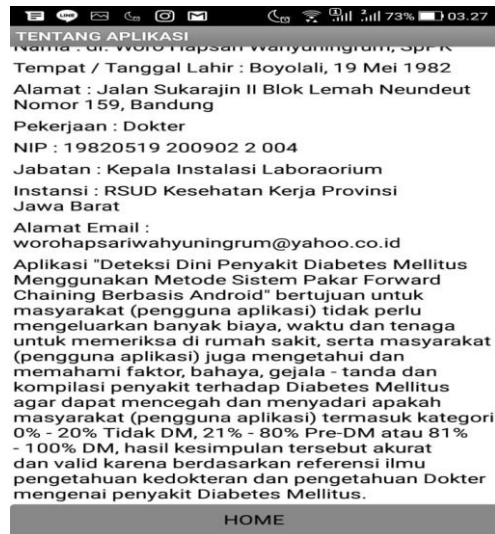 73% 03.27
TENTANG APLIKASI
Nama : dr. Woro Hapsari Wahyuningrum, SpPK
Tempat / Tanggal Lahir : Boyolali, 19 Mei 1982
Alamat : Jalan Sukarajin II Blok Lemah Neundeut
Nomor 159, Bandung
Pekerjaan : Dokter
NIP : 19820519 200902 2 004
Jabatan : Kepala Instalasi Laboraorium
Instansi : RSUD Kesehatan Kerja Provinsi
Jawa Barat
Alamat Email :
worohapsariwahyuningrum@yahoo.co.id
Aplikasi "Deteksi Dini Penyakit Diabetes Mellitus
Menggunakan Metode Sistem Pakar Forward
Chaining Berbasis Android" bertujuan untuk
masyarakat (pengguna aplikasi) tidak perlu
mengeluarkan banyak biaya, waktu dan tenaga
untuk memeriksa di rumah sakit, serta masyarakat
(pengguna aplikasi) juga mengetahui dan
memahami faktor, bahaya, gejala - tanda dan
kompilasi penyakit terhadap Diabetes Mellitus
agar dapat mencegah dan menyadari apakah
masyarakat (pengguna aplikasi) termasuk kategori
0% - 20% Tidak DM, 21% - 80% Pre-DM atau 81%
- 100% DM, hasil kesimpulan tersebut akurat
dan valid karena berdasarkan referensi ilmu
pengetahuan kedokteran dan pengetahuan Dokter
mengenai penyakit Diabetes Mellitus.
HOME